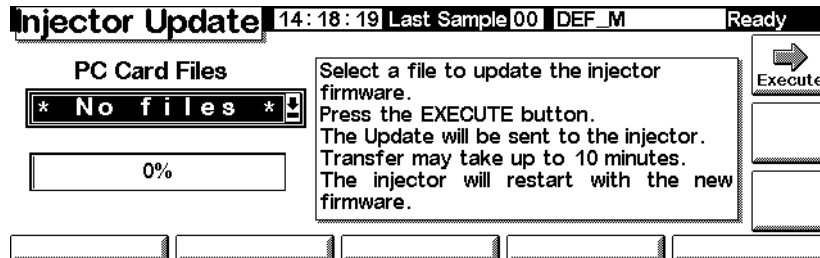 Injector Update 14:18:19 Last Sample 00 DEF_M Ready
PC Card Files
* No files *
0%
Select a file to update the injector
firmware.
Press the EXECUTE button.
The Update will be sent to the injector.
Transfer may take up to 10 minutes.
The injector will restart with the new
firmware.
Execute